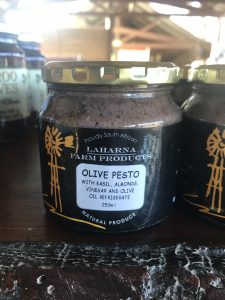 Proudly South African
LAHARNA
FARM PRODUCTS
OLIVE PESTO
WITH BASIL, ALMONDS,
VINEGAR AND OLIVE
OIL REFRIGERATE
250ml
NATURAL PRODUCE